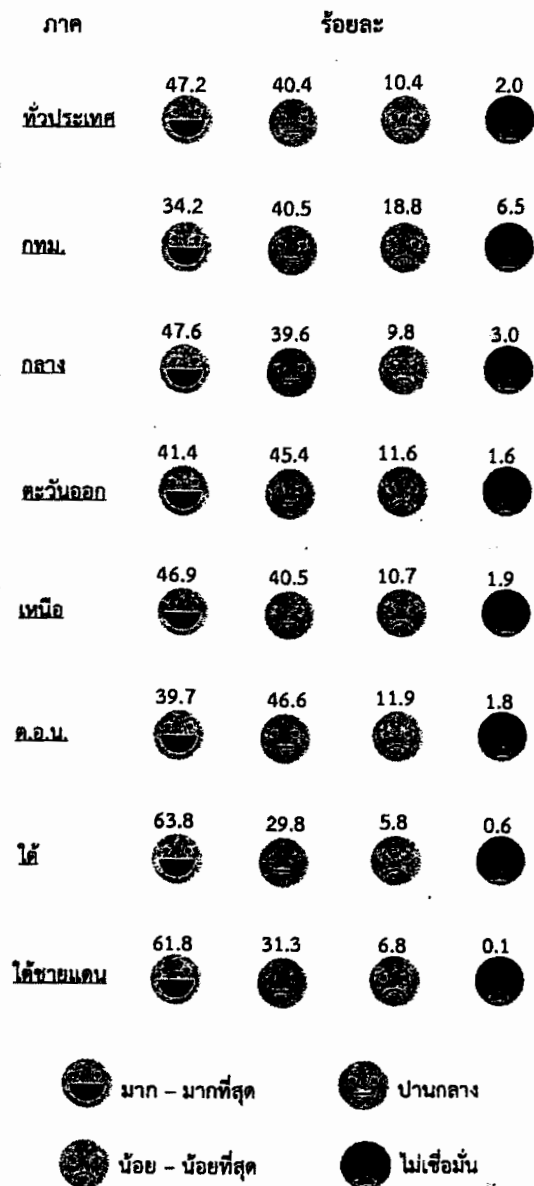 ภาค ร้อยละ
47.2 40.4 10.4 2.0
ทั่วประเทศ
34.2 40.5 18.8 6.5
กทม.
47.6 39.6 9.8 3.0
กลาง
41.4 45.4 11.6 1.6
ตะวันออก
46.9 40.5 10.7 1.9
เหนือ
39.7 46.6 11.9 1.8
ต.อ.น.
63.8 29.8 5.8 0.6
ใต้
61.8 31.3 6.8 0.1
ใต้ชายแดน
มาก – มากที่สุด ปานกลาง
น้อย – น้อยที่สุด ไม่เชื่อมั่น